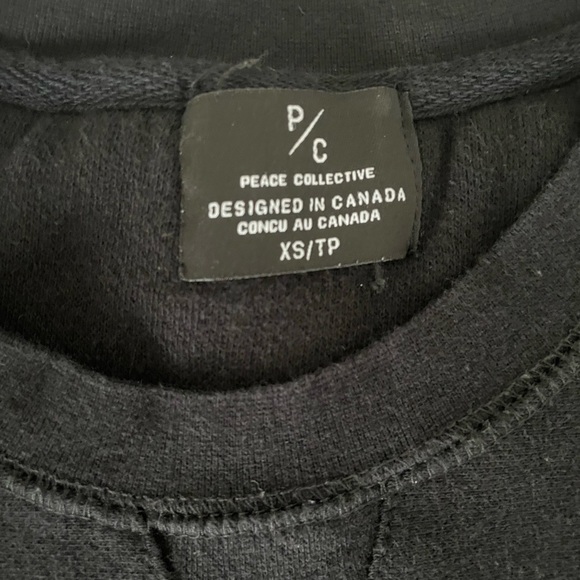 P/C
PEACE COLLECTIVE
DESIGNED IN CANADA
CONCU AU CANADA
XS/TP